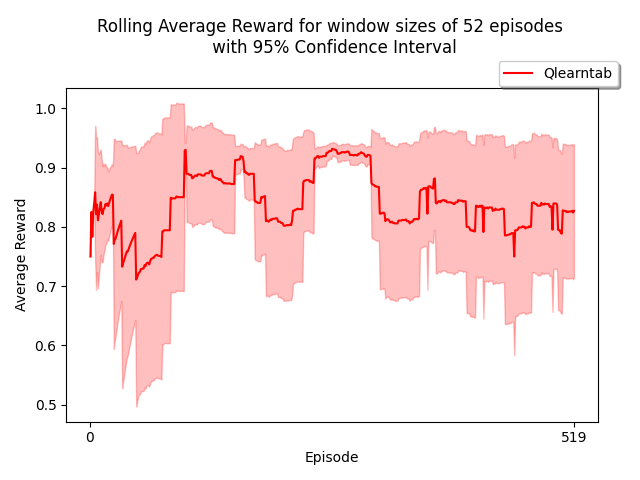 Rolling Average Reward for window sizes of 52 episodes
with 95% Confidence Interval
Qlearntab
1.0
0.9
0.8
0.7
0.6
0.5
Average Reward
0
519
Episode